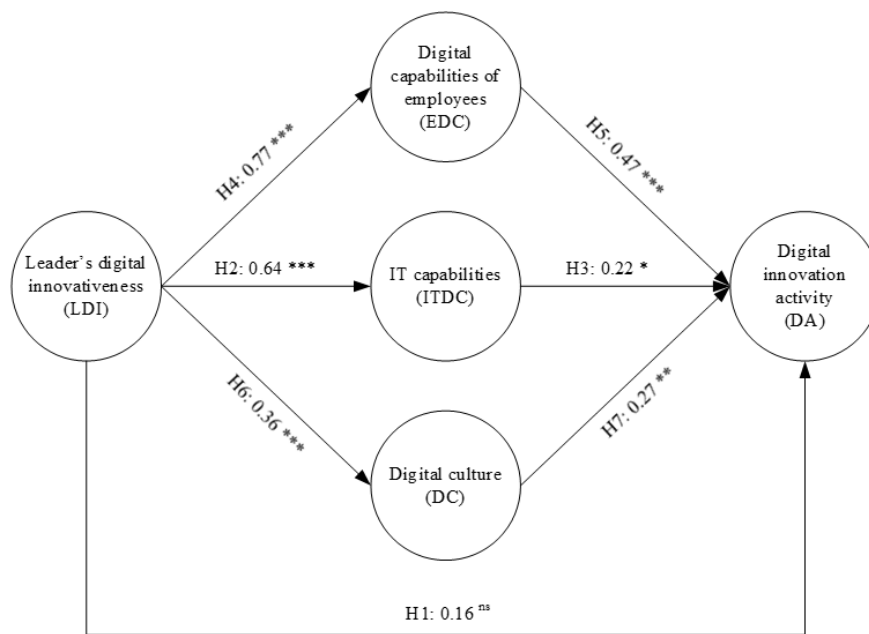 Digital
capabilities of
employees
(EDC)
H4: 0.77 ***
H5: 0.47 ***
Leader's digital
innovativeness
(LDI)
H2: 0.64 ***
IT capabilities
(ITDC)
H3: 0.22 *
Digital
innovation
activity
(DA)
H6: 0.36 ***
H7: 0.27 **
Digital culture
(DC)
H1: 0.16 ns